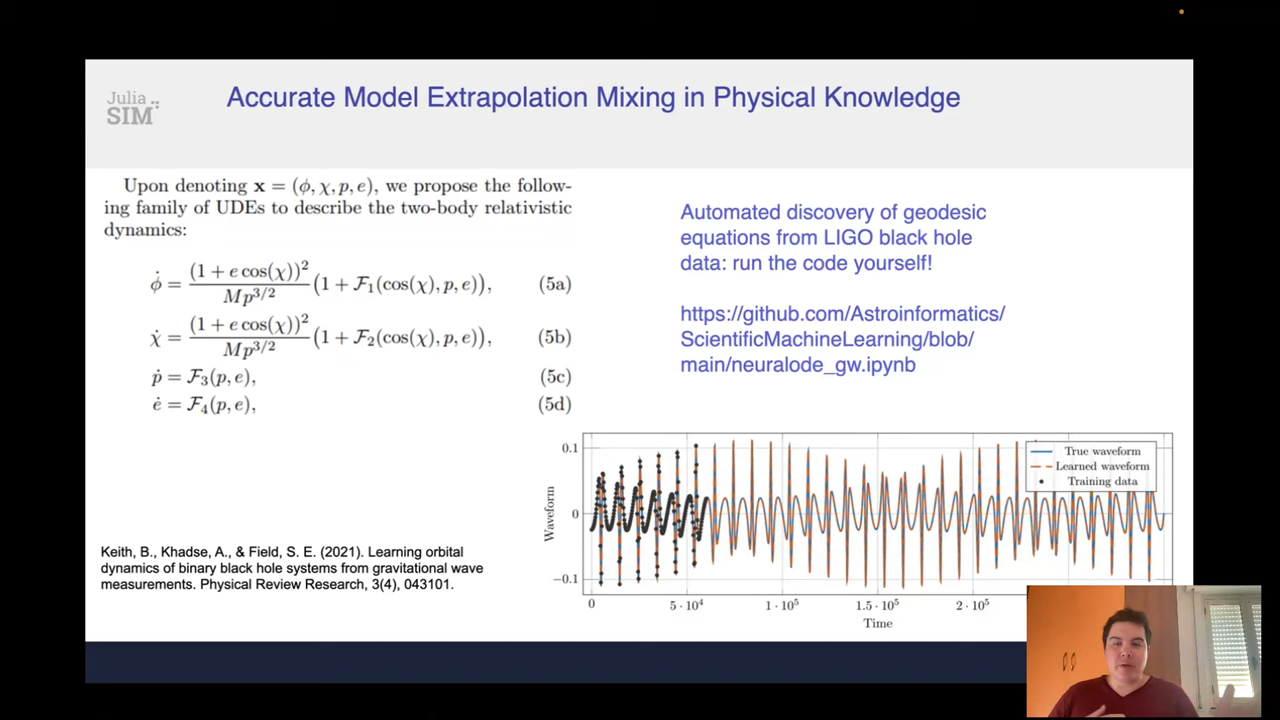 Julia
SIM
Accurate Model Extrapolation Mixing in Physical Knowledge
Upon denoting x = (ϕ, χ, p, e), we propose the follow-
ing family of UDEs to describe the two-body relativistic
dynamics:
ϕ̇ = (1 + e cos(χ))² / Mp^{3/2} (1 + ℱ₁(cos(χ), p, e)), (5a)
χ̇ = (1 + e cos(χ))² / Mp^{3/2} (1 + ℱ₂(cos(χ), p, e)), (5b)
ṗ = ℱ₃(p, e), (5c)
ė = ℱ₄(p, e), (5d)
Automated discovery of geodesic
equations from LIGO black hole
data: run the code yourself!
https://github.com/Astroinformatics/
ScientificMachineLearning/blob/
main/neuralode_gw.ipynb
Keith, B., Khadse, A., & Field, S. E. (2021). Learning orbital
dynamics of binary black hole systems from gravitational wave
measurements. Physical Review Research, 3(4), 043101.
Waveform
0.1
0
−0.1
True waveform
Learned waveform
Training data
0 5 · 10⁴ 1 · 10⁵ 1.5 · 10⁵ 2 · 10⁵
Time